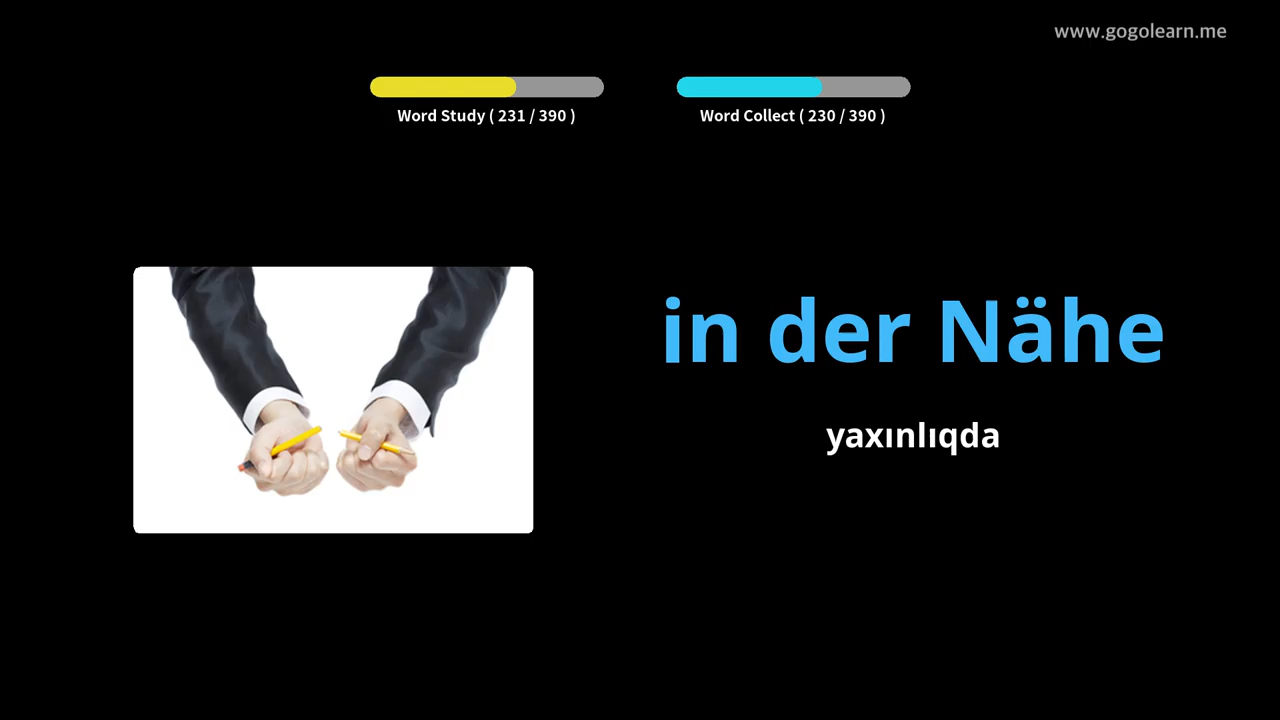 www.gogolearn.me
Word Study ( 231 / 390 )
Word Collect ( 230 / 390 )
in der Nähe
yaxınlıqda